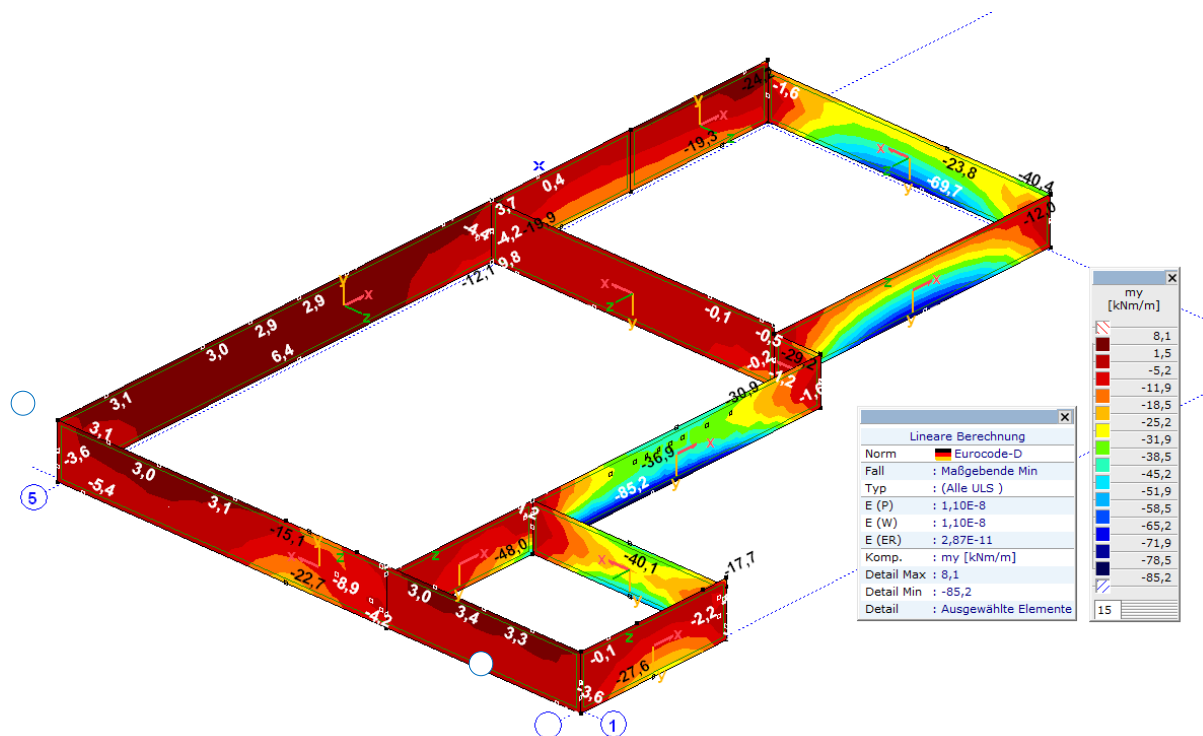 -24,
-1,6
-19,3
-23,8
-40,4
-69,7
-12,0
0,4
3,7
-19,9
-4,2
9,8
-12,1
2,9
2,9
3,0
6,4
3,1
3,1
-3,6
3,0
-5,4
3,1
-15,1
-22,7
-8,9
-4,2
-0,1
-0,5
-0,2
-29,2
-1,6
-30,9
-36,9
-85,2
-48,0
-40,1
-17,7
3,0
3,4
3,3
-0,1
-2,2
-27,6
-3,6
5
1
x
y
z
x
y
z
x
y
z
x
y
z
x
y
x
z
x
z
x
y
x
y
x
y
x
y
z
Lineare Berechnung
Norm Eurocode-D
Fall : Maßgebende Min
Typ : (Alle ULS )
E (P) : 1,10E-8
E (W) : 1,10E-8
E (ER) : 2,87E-11
Komp. : my [kNm/m]
Detail Max : 8,1
Detail Min : -85,2
Detail : Ausgewählte Elemente
my
[kNm/m]
8,1
1,5
-5,2
-11,9
-18,5
-25,2
-31,9
-38,5
-45,2
-51,9
-58,5
-65,2
-71,9
-78,5
-85,2
15